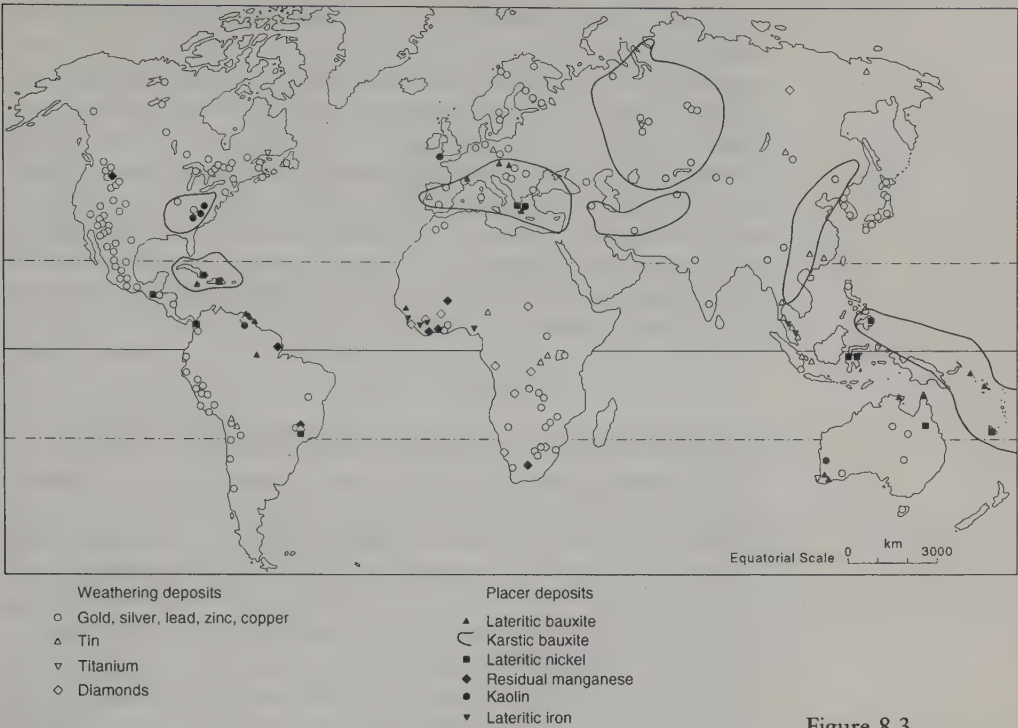 km
Equatorial Scale 0 3000
Weathering deposits
Gold, silver, lead, zinc, copper
Tin
Titanium
Diamonds
Placer deposits
Lateritic bauxite
Karstic bauxite
Lateritic nickel
Residual manganese
Kaolin
Lateritic iron
Figure 8.3